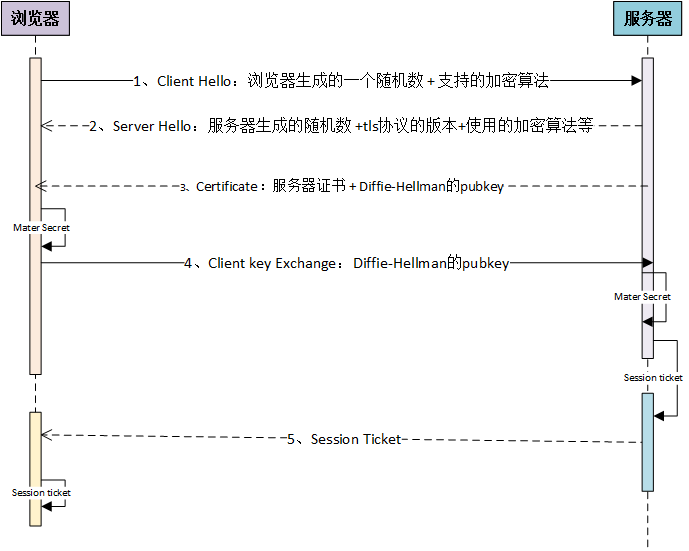 浏览器
服务器
1、Client Hello：浏览器生成的一个随机数 + 支持的加密算法
2、Server Hello：服务器生成的随机数 +tls协议的版本+使用的加密算法等
3、Certificate：服务器证书 + Diffie-Hellman的pubkey
Mater Secret
4、Client key Exchange：Diffie-Hellman的pubkey
Mater Secret
Session ticket
5、Session Ticket
Session ticket